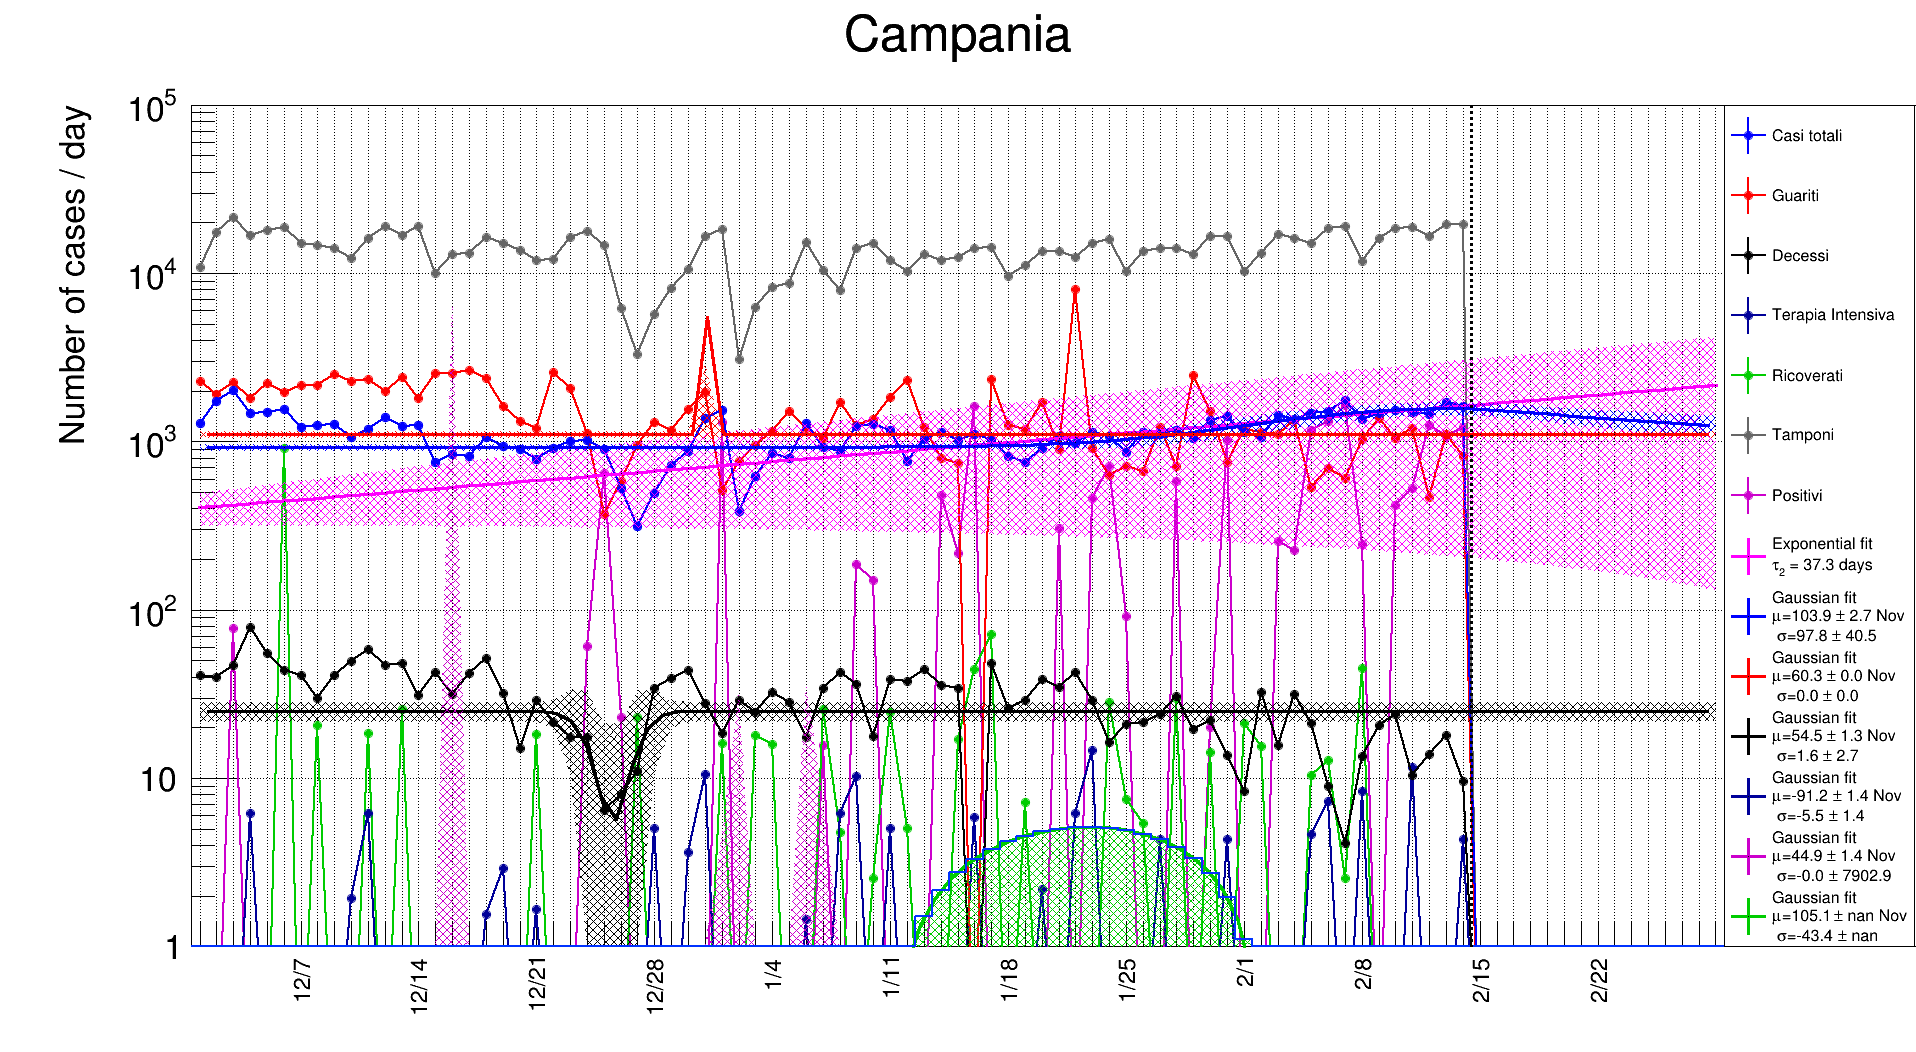 Campania
Number of cases / day
10^5
10^4
10^3
10^2
10
1
12/7
12/14
12/21
12/28
1/4
1/11
1/18
1/25
2/1
2/8
2/15
2/22
Casi totali
Guariti
Decessi
Terapia Intensiva
Ricoverati
Tamponi
Positivi
Exponential fit
τ₂ = 37.3 days
Gaussian fit
μ=103.9 ± 2.7 Nov
σ=97.8 ± 40.5
Gaussian fit
μ=60.3 ± 0.0 Nov
σ=0.0 ± 0.0
Gaussian fit
μ=54.5 ± 1.3 Nov
σ=1.6 ± 2.7
Gaussian fit
μ=-91.2 ± 1.4 Nov
σ=-5.5 ± 1.4
Gaussian fit
μ=44.9 ± 1.4 Nov
σ=-0.0 ± 7902.9
Gaussian fit
μ=105.1 ± nan Nov
σ=-43.4 ± nan